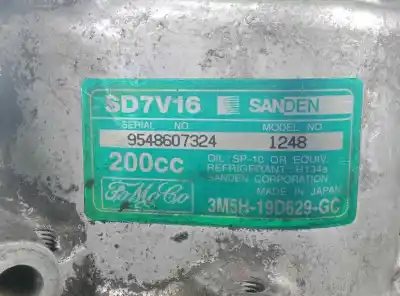 SD7V16 SANDEN
SERIAL NO. MODEL NO.
9548607324 1248
200cc OIL SP-10 OR EQUIV.
REFRIGERANT R134a
SANDEN CORPORATION
MADE IN JAPAN
FoMoCo 3M5H-19D629-GC